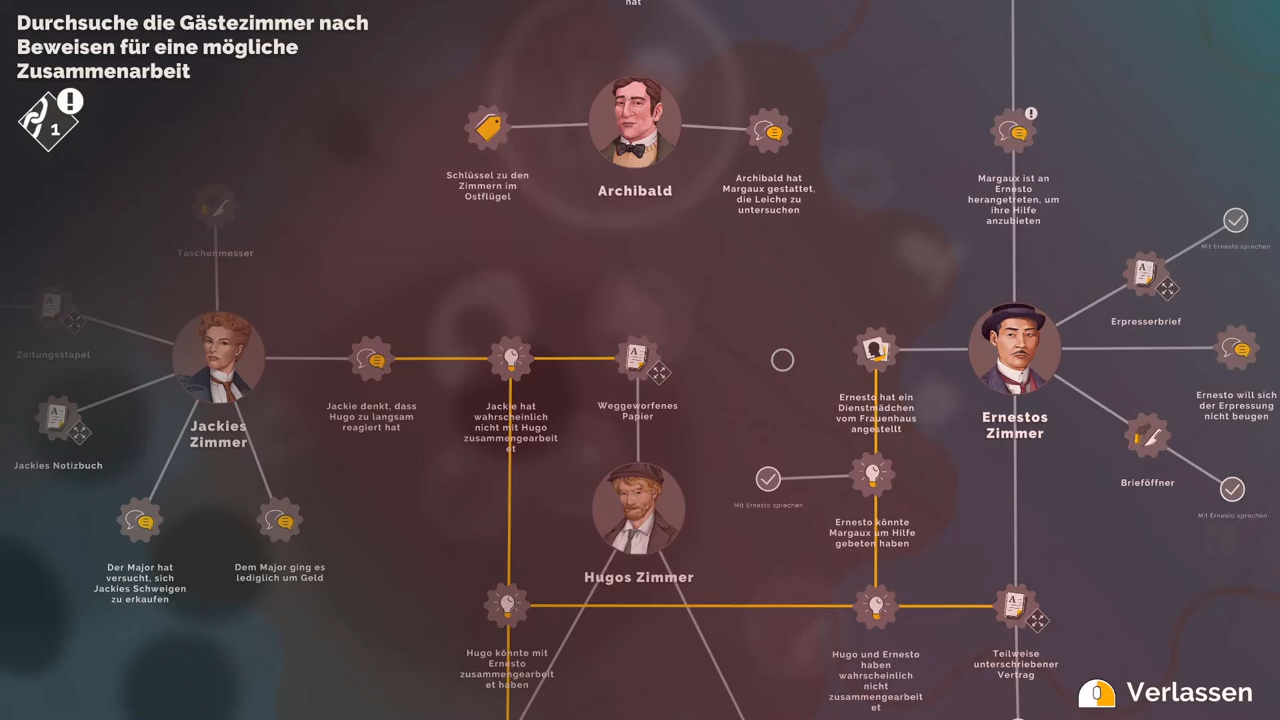 hat
Durchsuche die Gästezimmer nach
Beweisen für eine mögliche
Zusammenarbeit
1
Schlüssel zu den
Zimmern im
Ostflügel
Archibald
Archibald hat
Margaux gestattet,
die Leiche zu
untersuchen
Margaux ist an
Ernesto
herangetreten, um
ihre Hilfe
anzubieten
Mit Ernesto sprechen
Taschenmesser
Erpresserbrief
Zeitungsstapel
Jackies
Zimmer
Jackie denkt, dass
Hugo zu langsam
reagiert hat
Jackie hat
wahrscheinlich
nicht mit Hugo
zusammengearbeit
et
Weggeworfenes
Papier
Ernesto hat ein
Dienstmädchen
vom Frauenhaus
angestellt
Ernestos
Zimmer
Ernesto will sich
der Erpressung
nicht beugen
Jackies Notizbuch
Brieföffner
Mit Ernesto sprechen
Mit Ernesto sprechen
Ernesto könnte
Margaux um Hilfe
gebeten haben
Der Major hat
versucht, sich
Jackies Schweigen
zu erkaufen
Dem Major ging es
lediglich um Geld
Hugos Zimmer
Hugo könnte mit
Ernesto
zusammengearbeit
et haben
Hugo und Ernesto
haben
wahrscheinlich
nicht
zusammengearbeit
et
Teilweise
unterschriebener
Vertrag
Verlassen